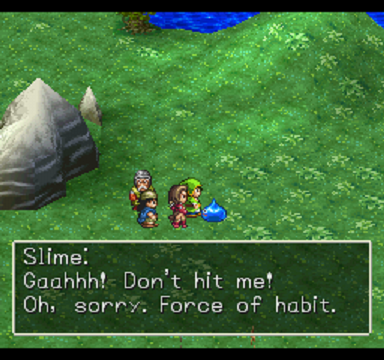 Slime:
Gaahhh! Don't hit me!
Oh, sorry. Force of habit.